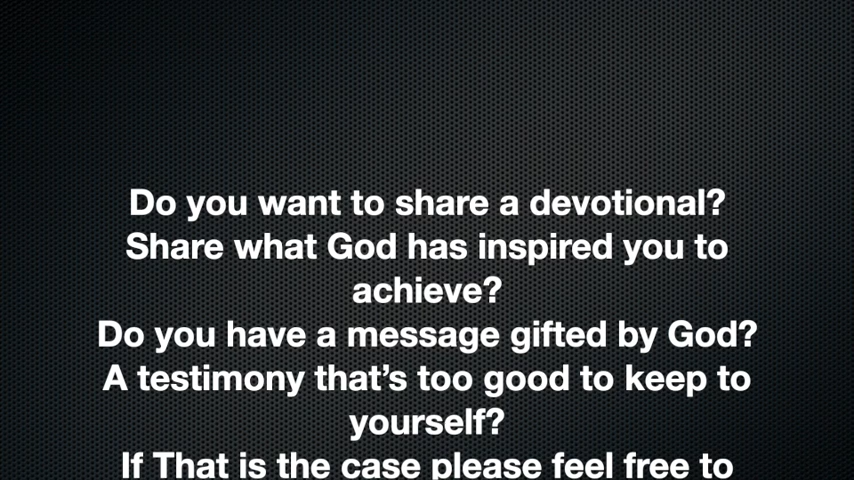 Do you want to share a devotional?
Share what God has inspired you to
achieve?
Do you have a message gifted by God?
A testimony that’s too good to keep to
yourself?
If That is the case please feel free to